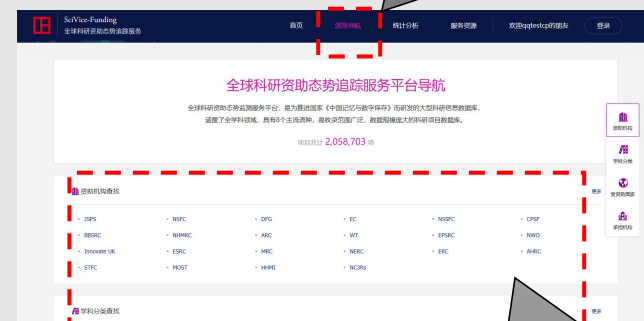 SciVice-Funding
全球科研资助态势追踪服务
首页 资源导航 统计分析 服务资源 欢迎qqtestcp的朋友 登录
全球科研资助态势追踪服务平台导航
全球科研资助态势监测服务平台，是为推进国家《中国记忆与数字保存》而研发的大型科研信息数据库，
涵盖了全学科领域，具有8个主流语种，是收录范围广泛，数据规模庞大的科研项目数据库。
项目共计 2,058,703 项
资助机构
学科分类
受资助国家
承担机构
资助机构查找 更多
JSPS NSFC DFG EC NSSFC CPSF
BBSRC NHMRC ARC WT EPSRC NWO
Innovate UK ESRC MRC NERC ERC AHRC
STFC MOST HHMI NC3Rs
学科分类查找 更多